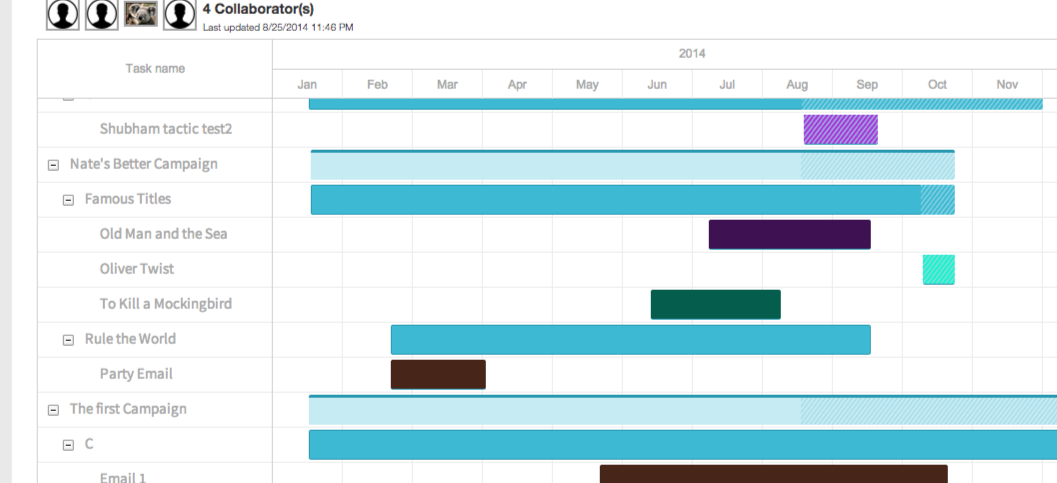 4 Collaborator(s)
Last updated 8/25/2014 11:46 PM
Task name
2014
Jan Feb Mar Apr May Jun Jul Aug Sep Oct Nov
Shubham tactic test2
Nate's Better Campaign
Famous Titles
Old Man and the Sea
Oliver Twist
To Kill a Mockingbird
Rule the World
Party Email
The first Campaign
C
Email 1